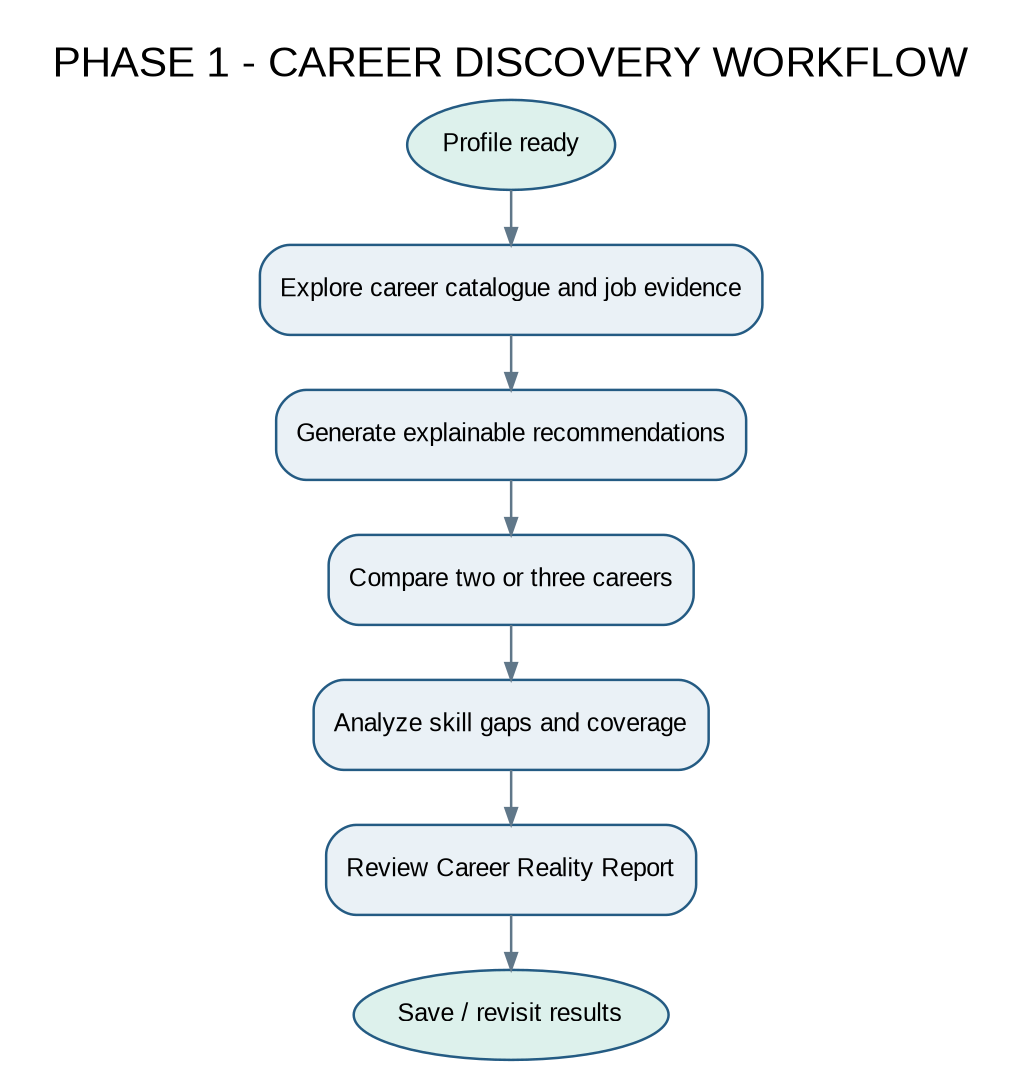 PHASE 1 - CAREER DISCOVERY WORKFLOW
Profile ready
Explore career catalogue and job evidence
Generate explainable recommendations
Compare two or three careers
Analyze skill gaps and coverage
Review Career Reality Report
Save / revisit results